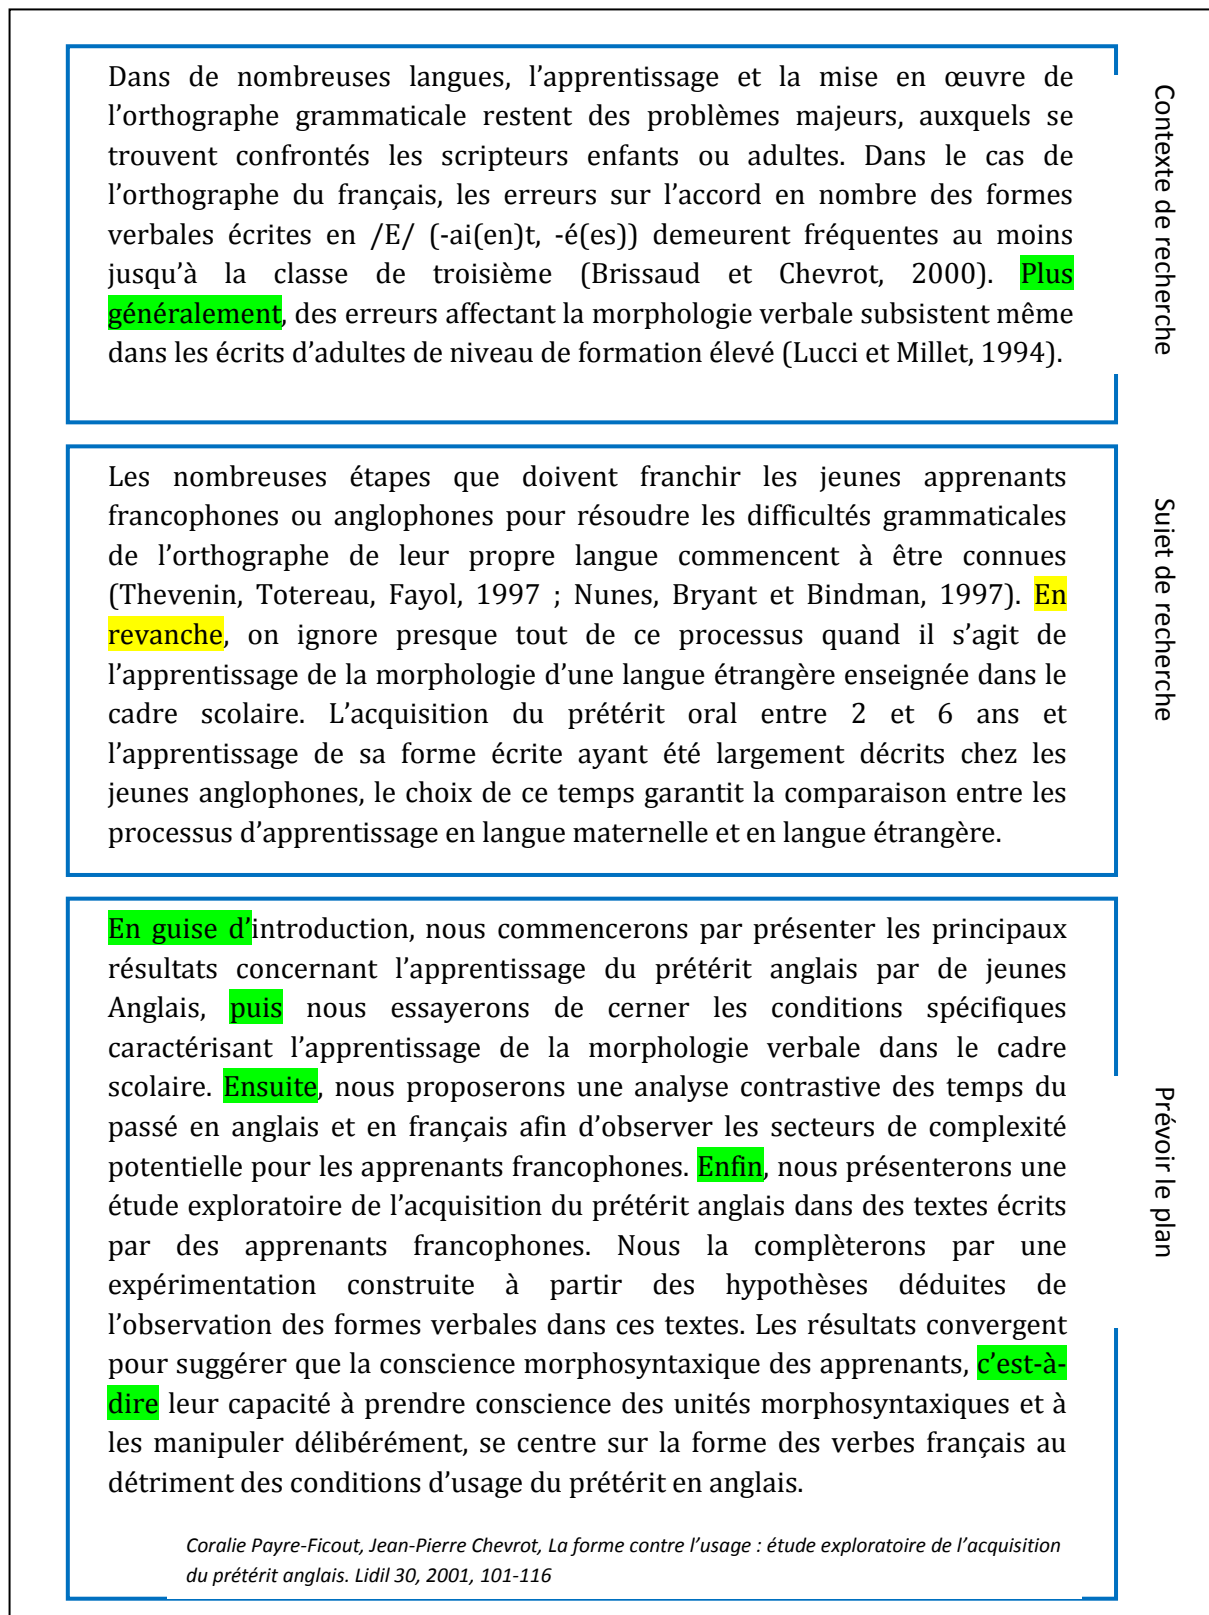 Dans de nombreuses langues, l’apprentissage et la mise en œuvre de
l’orthographe grammaticale restent des problèmes majeurs, auxquels se
trouvent confrontés les scripteurs enfants ou adultes. Dans le cas de
l’orthographe du français, les erreurs sur l’accord en nombre des formes
verbales écrites en /E/ (-ai(en)t, -é(es)) demeurent fréquentes au moins
jusqu’à la classe de troisième (Brissaud et Chevrot, 2000). Plus
généralement, des erreurs affectant la morphologie verbale subsistent même
dans les écrits d’adultes de niveau de formation élevé (Lucci et Millet, 1994).
Contexte de recherche
Les nombreuses étapes que doivent franchir les jeunes apprenants
francophones ou anglophones pour résoudre les difficultés grammaticales
de l’orthographe de leur propre langue commencent à être connues
(Thevenin, Totereau, Fayol, 1997 ; Nunes, Bryant et Bindman, 1997). En
revanche, on ignore presque tout de ce processus quand il s’agit de
l’apprentissage de la morphologie d’une langue étrangère enseignée dans le
cadre scolaire. L’acquisition du prétérit oral entre 2 et 6 ans et
l’apprentissage de sa forme écrite ayant été largement décrits chez les
jeunes anglophones, le choix de ce temps garantit la comparaison entre les
processus d’apprentissage en langue maternelle et en langue étrangère.
Sujet de recherche
En guise d’introduction, nous commencerons par présenter les principaux
résultats concernant l’apprentissage du prétérit anglais par de jeunes
Anglais, puis nous essayerons de cerner les conditions spécifiques
caractérisant l’apprentissage de la morphologie verbale dans le cadre
scolaire. Ensuite, nous proposerons une analyse contrastive des temps du
passé en anglais et en français afin d’observer les secteurs de complexité
potentielle pour les apprenants francophones. Enfin, nous présenterons une
étude exploratoire de l’acquisition du prétérit anglais dans des textes écrits
par des apprenants francophones. Nous la complèterons par une
expérimentation construite à partir des hypothèses déduites de
l’observation des formes verbales dans ces textes. Les résultats convergent
pour suggérer que la conscience morphosyntaxique des apprenants, c’est-à-
dire leur capacité à prendre conscience des unités morphosyntaxiques et à
les manipuler délibérément, se centre sur la forme des verbes français au
détriment des conditions d’usage du prétérit en anglais.
Prévoir le plan
Coralie Payre-Ficout, Jean-Pierre Chevrot, La forme contre l’usage : étude exploratoire de l’acquisition
du prétérit anglais. Lidil 30, 2001, 101-116